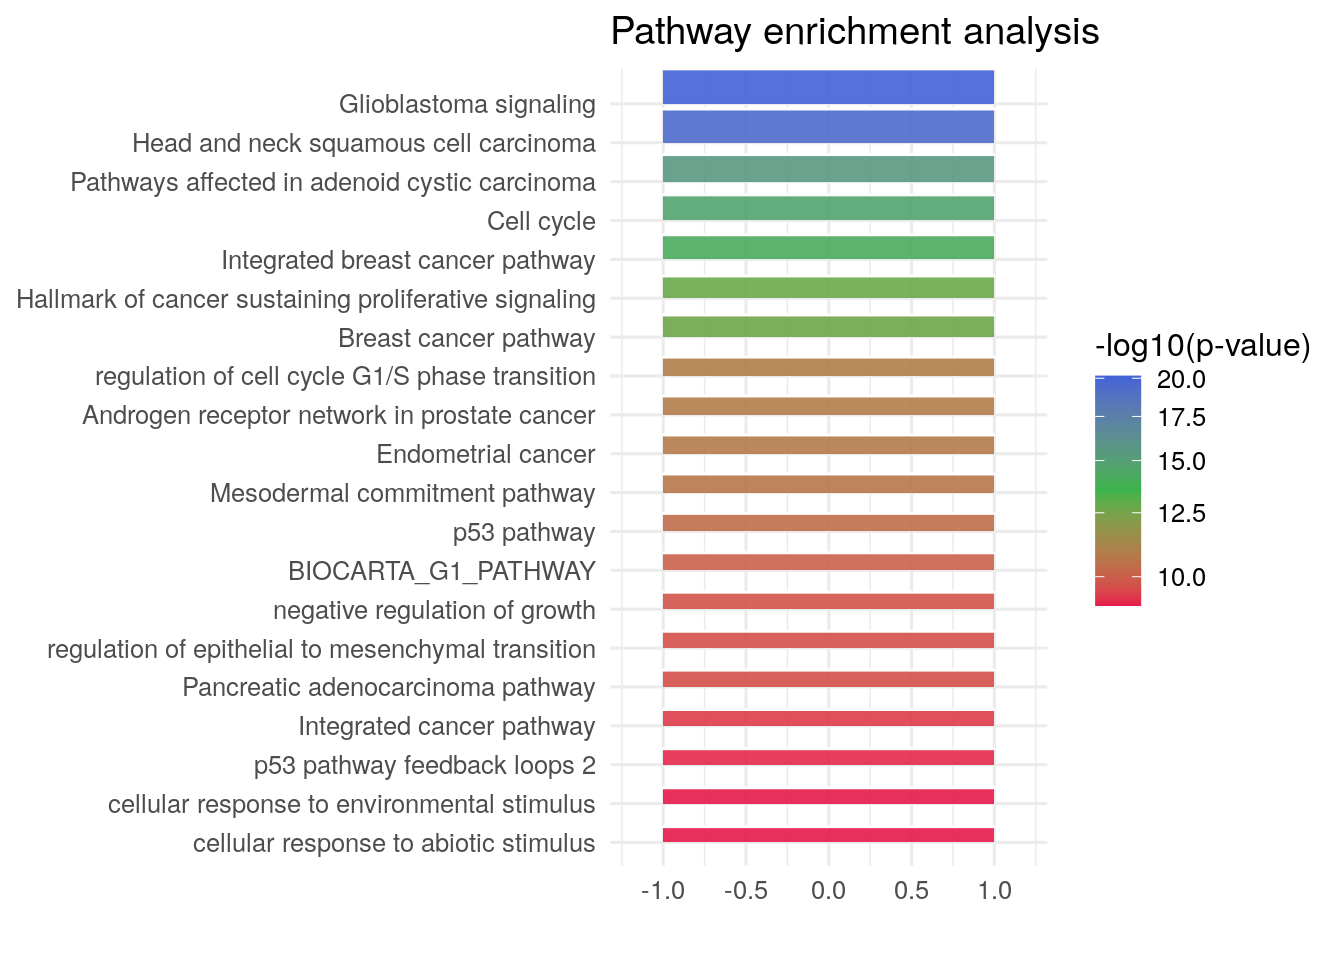 Pathway enrichment analysis
Glioblastoma signaling
Head and neck squamous cell carcinoma
Pathways affected in adenoid cystic carcinoma
Cell cycle
Integrated breast cancer pathway
Hallmark of cancer sustaining proliferative signaling
Breast cancer pathway
regulation of cell cycle G1/S phase transition
Androgen receptor network in prostate cancer
Endometrial cancer
Mesodermal commitment pathway
p53 pathway
BIOCARTA_G1_PATHWAY
negative regulation of growth
regulation of epithelial to mesenchymal transition
Pancreatic adenocarcinoma pathway
Integrated cancer pathway
p53 pathway feedback loops 2
cellular response to environmental stimulus
cellular response to abiotic stimulus
-1.0 -0.5 0.0 0.5 1.0
-log10(p-value)
20.0
17.5
15.0
12.5
10.0